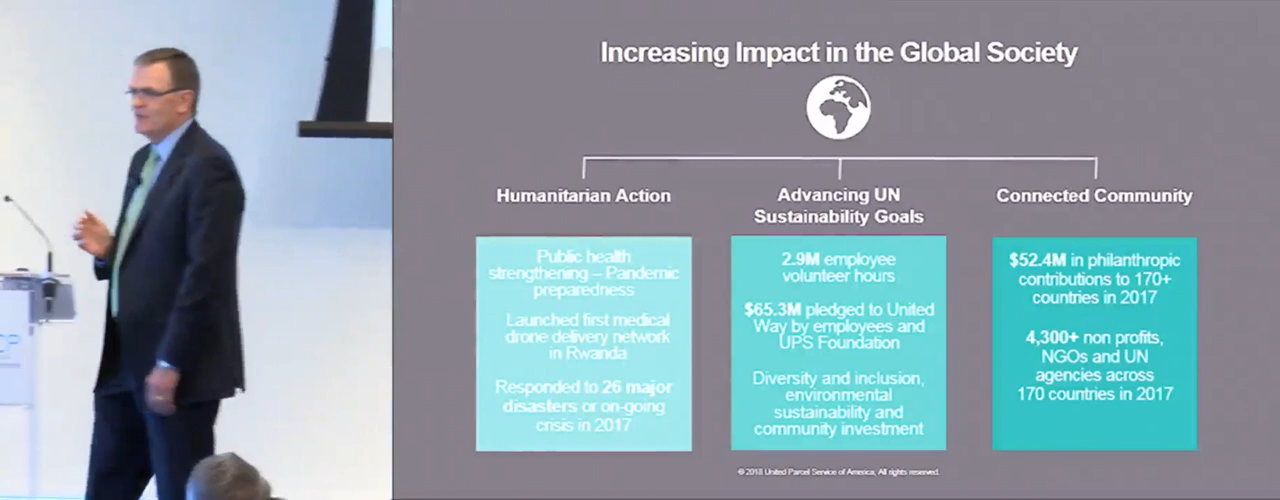 Increasing Impact in the Global Society
Humanitarian Action
Public health
strengthening – Pandemic
preparedness
Launched first medical
drone delivery network
in Rwanda
Responded to 26 major
disasters or on-going
crisis in 2017
Advancing UN
Sustainability Goals
2.9M employee
volunteer hours
$65.3M pledged to United
Way by employees and
UPS Foundation
Diversity and inclusion,
environmental
sustainability and
community investment
Connected Community
$52.4M in philanthropic
contributions to 170+
countries in 2017
4,300+ non profits,
NGOs and UN
agencies across
170 countries in 2017
© 2018 United Parcel Service of America, All rights reserved.